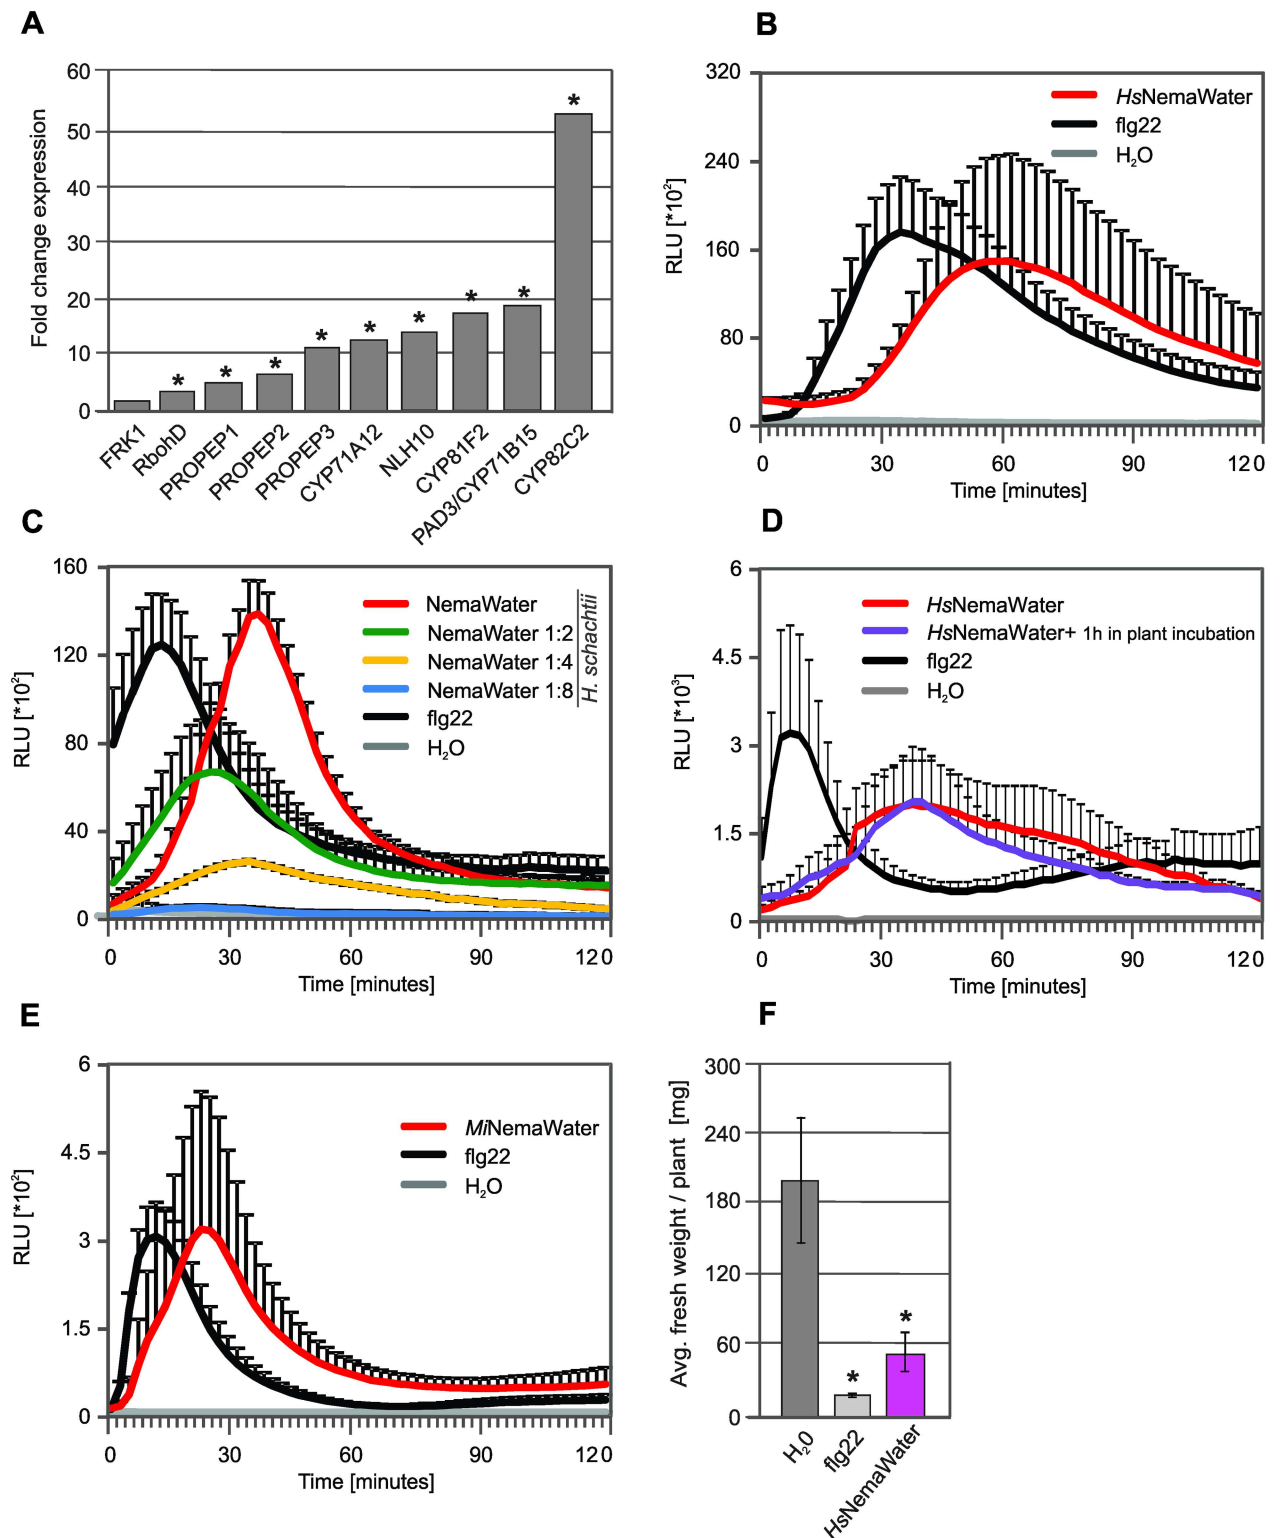 A
60
50
40
30
20
10
0
Fold change expression
*
*
*
*
*
*
*
*
*
FRK1
RbohD
PROPEP1
PROPEP2
PROPEP3
CYP71A12
NLH10
CYP81F2
PAD3/CYP71B15
CYP82C2
B
320
240
160
80
0
RLU [*10²]
HsNemaWater
flg22
H₂O
0 30 60 90 120
Time [minutes]
C
160
120
80
40
0
RLU [*10²]
NemaWater
NemaWater 1:2
NemaWater 1:4
NemaWater 1:8
H. schachtii
flg22
H₂O
0 30 60 90 120
Time [minutes]
D
6
4.5
3
1.5
0
RLU [*10³]
HsNemaWater
HsNemaWater+ 1h in plant incubation
flg22
H₂O
0 30 60 90 120
Time [minutes]
E
6
4.5
3
1.5
0
RLU [*10²]
MiNemaWater
flg22
H₂O
0 30 60 90 120
Time [minutes]
F
300
240
180
120
60
0
Avg. fresh weight / plant [mg]
*
*
H₂0
flg22
HsNemaWater